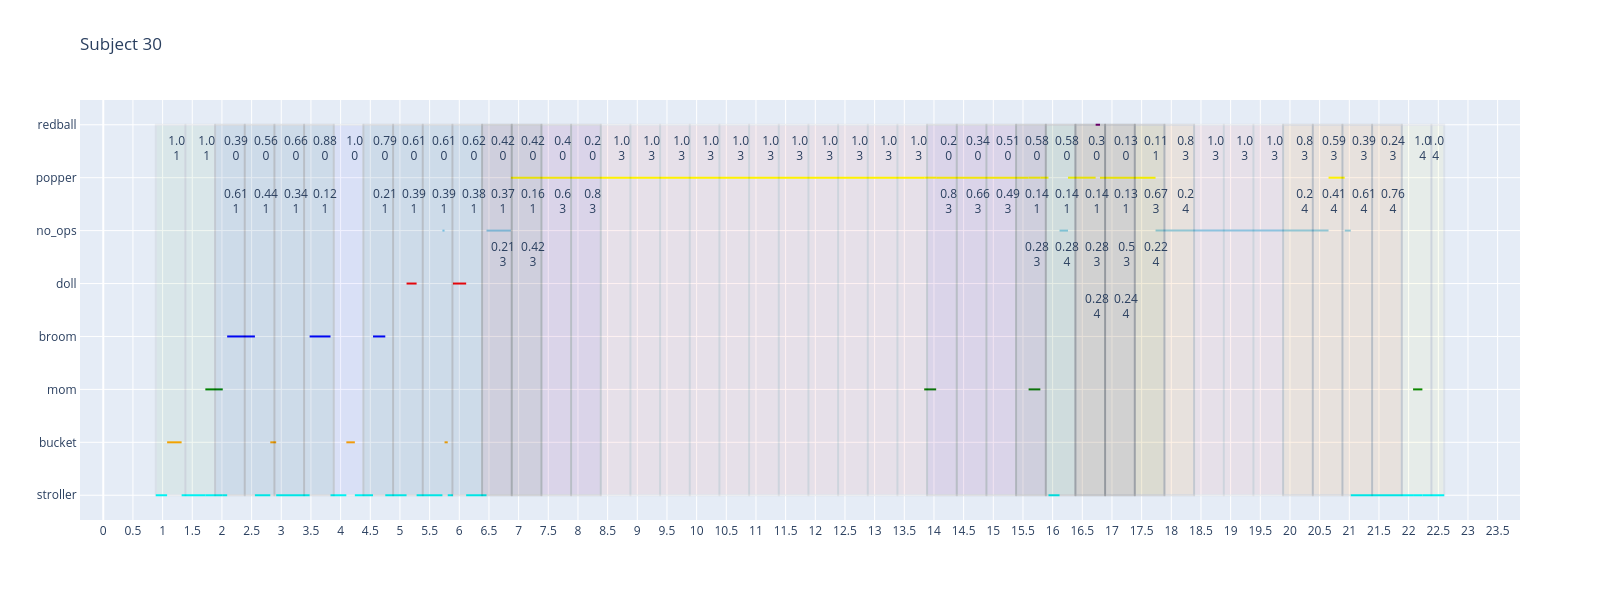 Subject 30
redball
1.0 1.0 0.39 0.56 0.66 0.88 1.0 0.79 0.61 0.61 0.62 0.42 0.42 0.4 0.2 1.0 1.0 1.0 1.0 1.0 1.0 1.0 1.0 1.0 1.0 1.0 0.2 0.34 0.51 0.58 0.58 0.3 0.13 0.11 0.8 1.0 1.0 1.0 0.8 0.59 0.39 0.24 1.0 1.0
1 1 0 0 0 0 0 0 0 0 0 0 0 0 0 3 3 3 3 3 3 3 3 3 3 3 0 0 0 0 0 0 0 1 3 3 3 3 3 3 3 3 4 4
popper
0.61 0.44 0.34 0.12 0.21 0.39 0.39 0.38 0.37 0.16 0.6 0.8 0.8 0.66 0.49 0.14 0.14 0.14 0.13 0.67 0.2 0.2 0.41 0.61 0.76
1 1 1 1 1 1 1 1 1 1 3 3 3 3 3 1 1 1 1 3 4 4 4 4 4
no_ops
0.21 0.42 0.28 0.28 0.28 0.5 0.22
3 3 3 4 3 3 4
doll
0.28 0.24
4 4
broom
mom
bucket
stroller
0 0.5 1 1.5 2 2.5 3 3.5 4 4.5 5 5.5 6 6.5 7 7.5 8 8.5 9 9.5 10 10.5 11 11.5 12 12.5 13 13.5 14 14.5 15 15.5 16 16.5 17 17.5 18 18.5 19 19.5 20 20.5 21 21.5 22 22.5 23 23.5